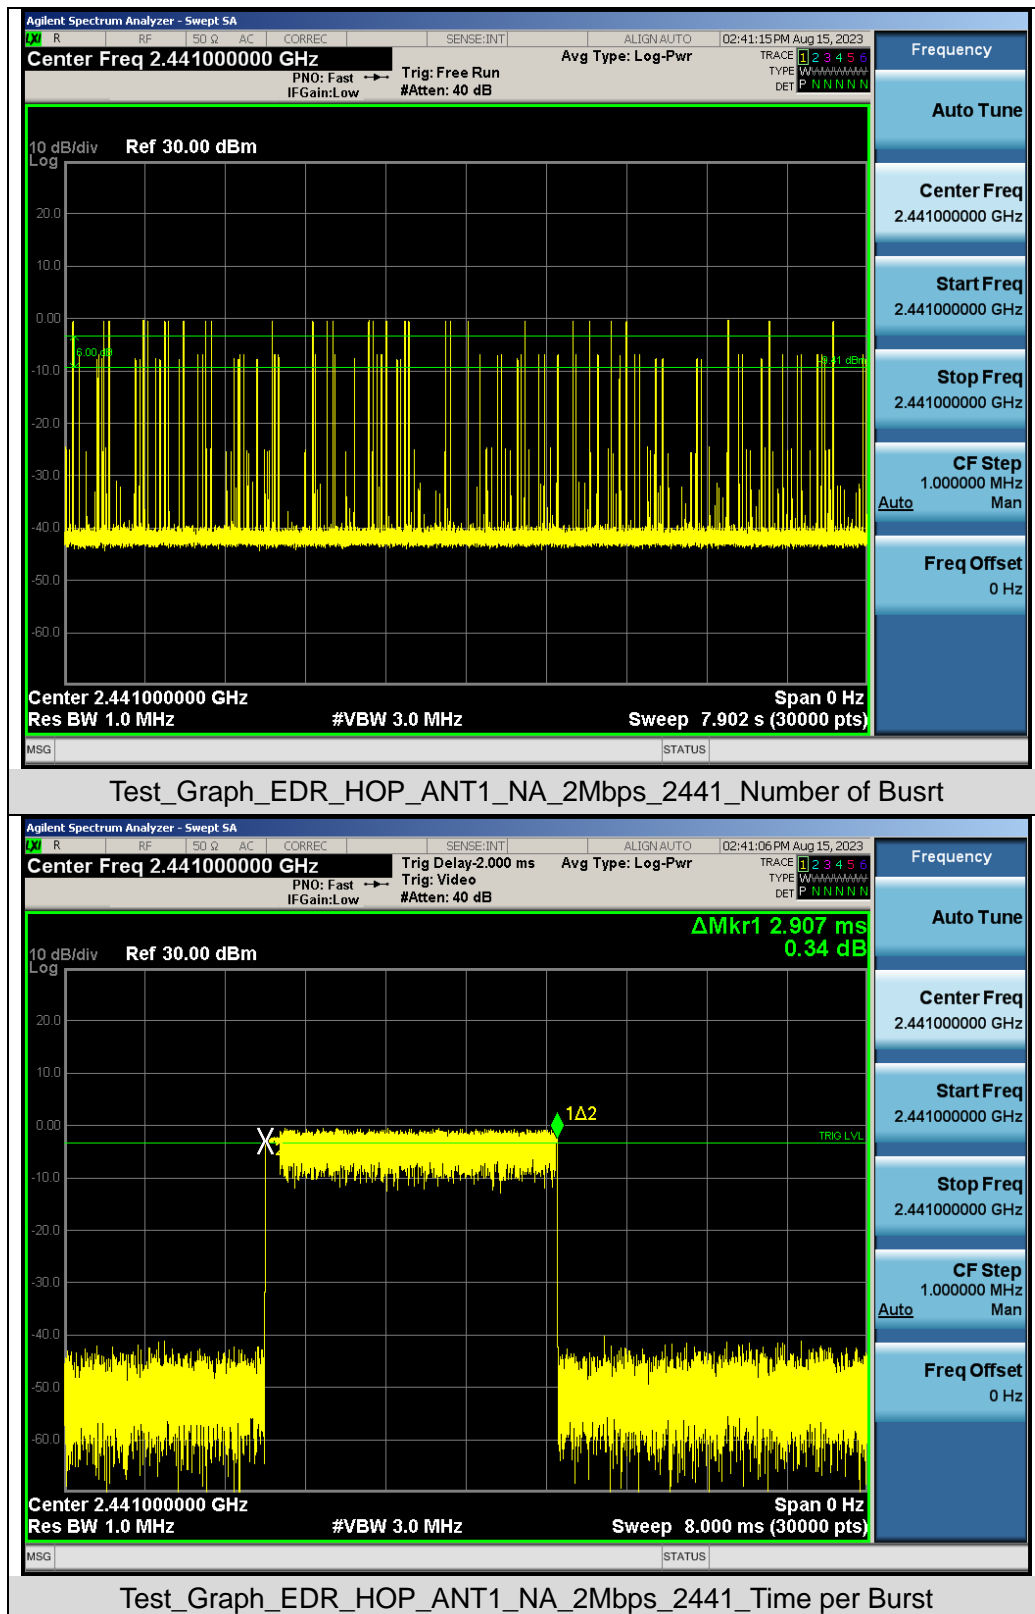 Agilent Spectrum Analyzer - Swept SA
LXI R RF 50 Ω AC CORREC SENSE:INT ALIGN AUTO 02:41:15 PM Aug 15, 2023
Center Freq 2.441000000 GHz Avg Type: Log-Pwr TRACE 1 2 3 4 5 6
PNO: Fast Trig: Free Run TYPE W
IFGain:Low #Atten: 40 dB DET P N N N N N
Frequency
Auto Tune
10 dB/div Ref 30.00 dBm
Log
20.0
10.0
0.00
6.00 dB
-9.41 dBm
-10.0
-20.0
-30.0
-40.0
-50.0
-60.0
Center Freq
2.441000000 GHz
Start Freq
2.441000000 GHz
Stop Freq
2.441000000 GHz
CF Step
1.000000 MHz
Auto Man
Freq Offset
0 Hz
Center 2.441000000 GHz Span 0 Hz
Res BW 1.0 MHz #VBW 3.0 MHz Sweep 7.902 s (30000 pts)
MSG STATUS
Test_Graph_EDR_HOP_ANT1_NA_2Mbps_2441_Number of Busrt
Agilent Spectrum Analyzer - Swept SA
LXI R RF 50 Ω AC CORREC SENSE:INT ALIGN AUTO 02:41:06 PM Aug 15, 2023
Center Freq 2.441000000 GHz Trig Delay-2.000 ms Avg Type: Log-Pwr TRACE 1 2 3 4 5 6
PNO: Fast Trig: Video TYPE W
IFGain:Low #Atten: 40 dB DET P N N N N N
Frequency
Auto Tune
ΔMkr1 2.907 ms
0.34 dB
10 dB/div Ref 30.00 dBm
Log
20.0
10.0
0.00
1Δ2
TRIG LVL
-10.0
-20.0
-30.0
-40.0
-50.0
-60.0
Center Freq
2.441000000 GHz
Start Freq
2.441000000 GHz
Stop Freq
2.441000000 GHz
CF Step
1.000000 MHz
Auto Man
Freq Offset
0 Hz
Center 2.441000000 GHz Span 0 Hz
Res BW 1.0 MHz #VBW 3.0 MHz Sweep 8.000 ms (30000 pts)
MSG STATUS
Test_Graph_EDR_HOP_ANT1_NA_2Mbps_2441_Time per Burst